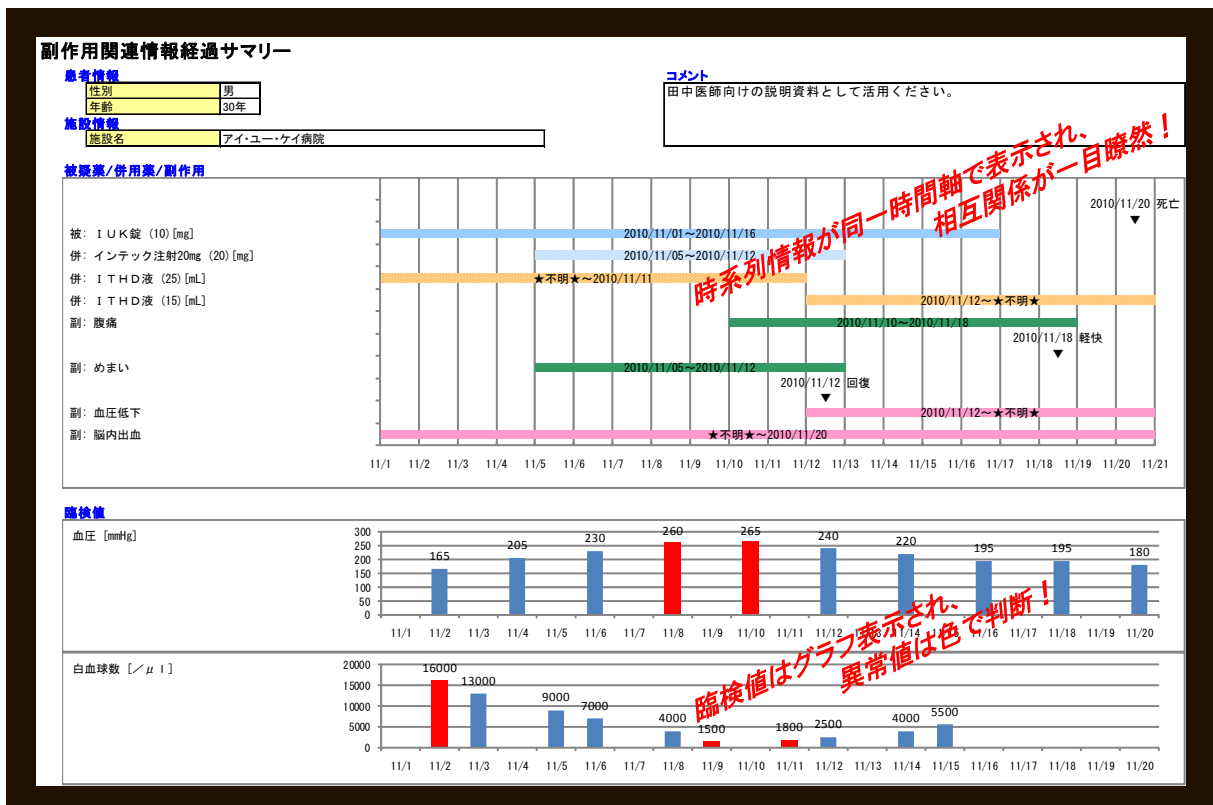 副作用関連情報経過サマリー
患者情報
性別 男
年齢 30年
施設情報
施設名 アイ・ユー・ケイ病院
コメント
田中医師向けの説明資料として活用ください。
時系列情報が同一時間軸で表示され、
相互関係が一目瞭然！
被疑薬/併用薬/副作用
2010/11/20 死亡
▼
被: ＩＵＫ錠 (10)[mg] 2010/11/01～2010/11/16
併: インテック注射20mg (20)[mg] 2010/11/05～2010/11/12
併: ＩＴＨＤ液 (25)[mL] ★不明★～2010/11/11
併: ＩＴＨＤ液 (15)[mL] 2010/11/12～★不明★
副: 腹痛 2010/11/10～2010/11/18
2010/11/18 軽快
▼
副: めまい 2010/11/05～2010/11/12
2010/11/12 回復
▼
副: 血圧低下 2010/11/12～★不明★
副: 脳内出血 ★不明★～2010/11/20
11/1 11/2 11/3 11/4 11/5 11/6 11/7 11/8 11/9 11/10 11/11 11/12 11/13 11/14 11/15 11/16 11/17 11/18 11/19 11/20 11/21
臨検値
血圧 [mmHg]
300
250
200
150
100
50
0
165 205 230 260 265 240 220 195 195 180
11/1 11/2 11/3 11/4 11/5 11/6 11/7 11/8 11/9 11/10 11/11 11/12 11/13 11/14 11/15 11/16 11/17 11/18 11/19 11/20
臨検値はグラフ表示され、
異常値は色で判断！
白血球数 [／μｌ]
20000
15000
10000
5000
0
16000 13000 9000 7000 4000 1500 1800 2500 4000 5500
11/1 11/2 11/3 11/4 11/5 11/6 11/7 11/8 11/9 11/10 11/11 11/12 11/13 11/14 11/15 11/16 11/17 11/18 11/19 11/20